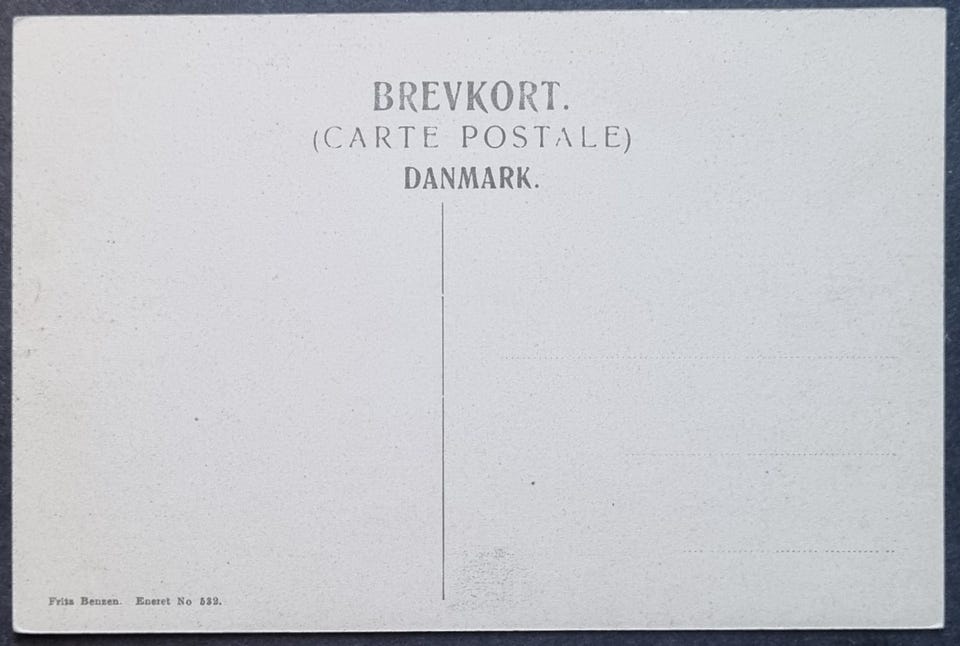 BREVKORT.
(CARTE POSTALE)
DANMARK.
Fritz Benzen. Eneret No 532.